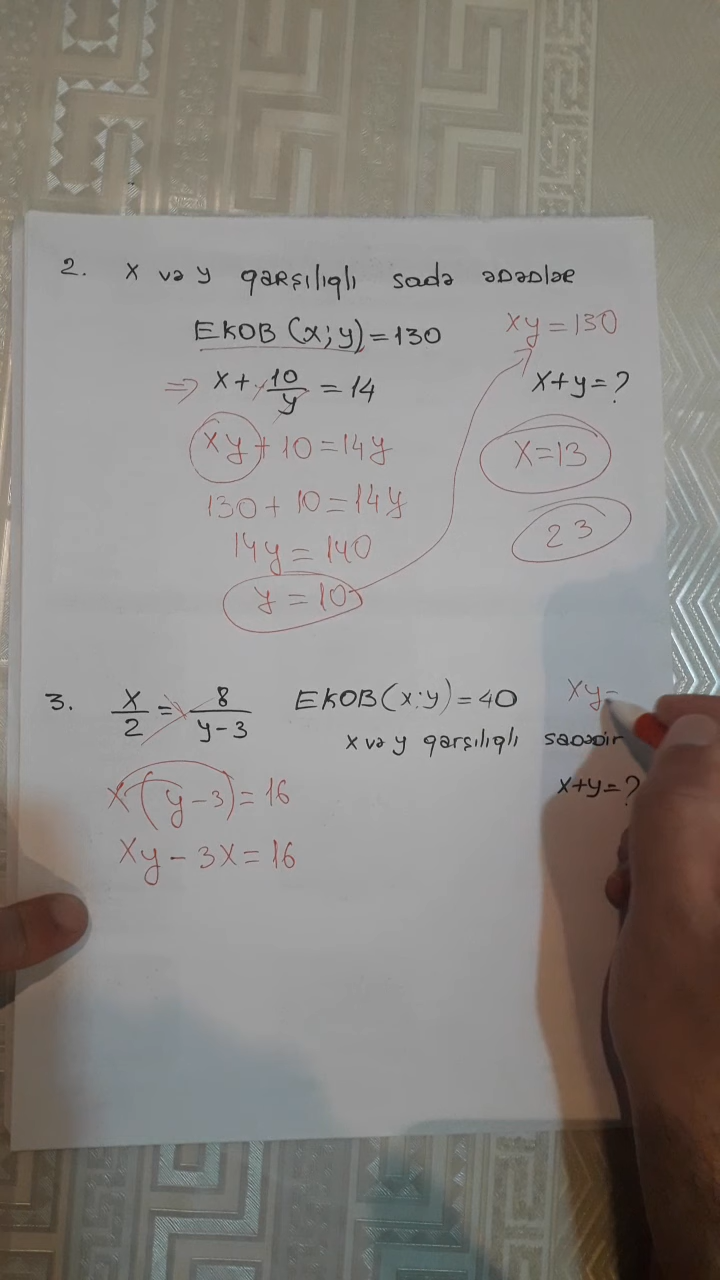 2. x və y qarşılıqlı sadə ədədlər
EKOB (x; y) = 130
xy = 130
=> x + 10/y = 14
x+y = ?
xy + 10 = 14y
x = 13
130 + 10 = 14y
23
14y = 140
y = 10
3. x/2 = 8/(y-3) EKOB (x:y) = 40 xy=
x və y qarşılıqlı sadədir
x+y = ?
x(y-3) = 16
xy - 3x = 16